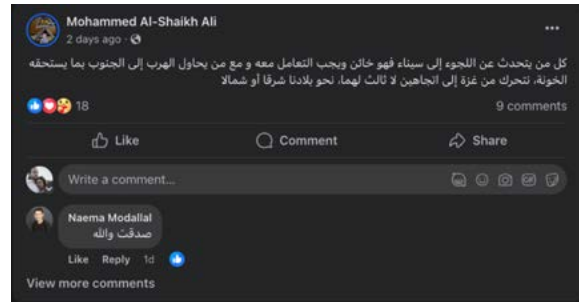 Mohammed Al-Shaikh Ali
2 days ago ·
كل من يتحدث عن اللجوء إلى سيناء فهو خائن ويجب التعامل معه و مع من يحاول الهرب إلى الجنوب بما يستحقه
الخونة، نتحرك من غزة إلى اتجاهين لا ثالث لهما، نحو بلادنا شرقا أو شمالا
18
9 comments
Like
Comment
Share
Write a comment...
GIF
Naema Modallal
صدقت والله
Like Reply 1d
View more comments